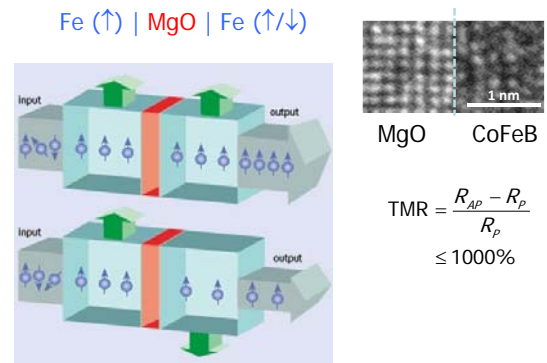 Fe (↑) | MgO | Fe (↑/↓)
input
output
input
output
1 nm
MgO CoFeB
TMR = (R_AP − R_P) / R_P
≤ 1000%